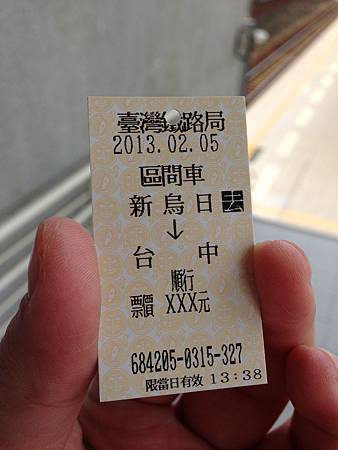 臺灣鐵路局
2013.02.05
區間車
新烏日 去
↓
台中
順行
票價 XXX元
684205-0315-327
限當日有效 13:38